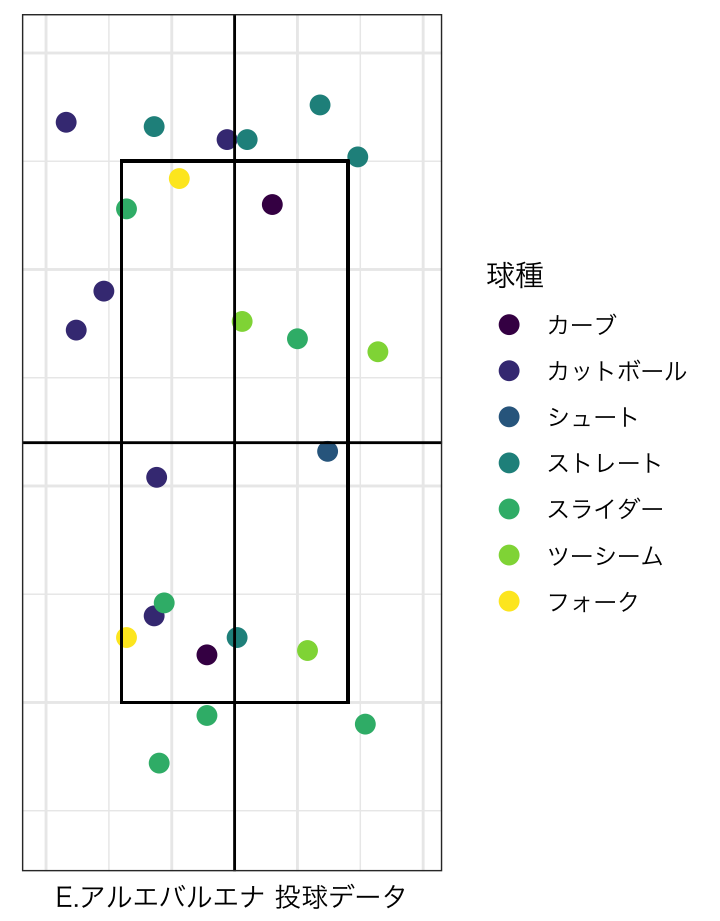 球種
カーブ
カットボール
シュート
ストレート
スライダー
ツーシーム
フォーク
E.アルエバルエナ 投球データ